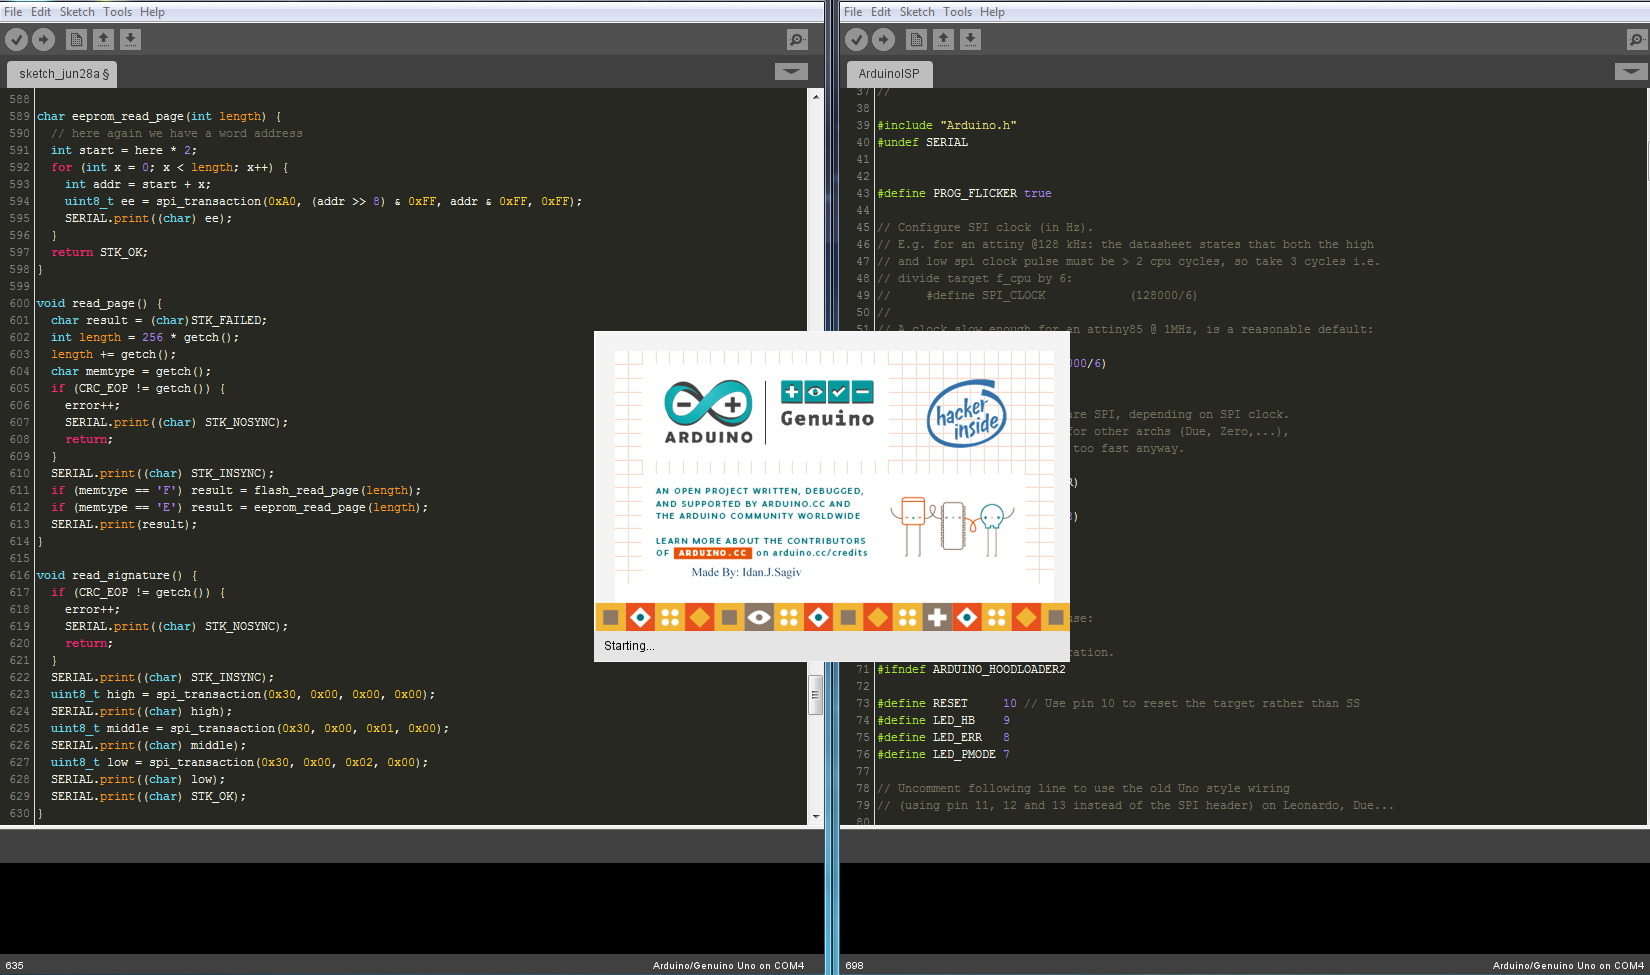 File Edit Sketch Tools Help
sketch_jun28a §
588
589 char eeprom_read_page(int length) {
590 // here again we have a word address
591 int start = here * 2;
592 for (int x = 0; x < length; x++) {
593 int addr = start + x;
594 uint8_t ee = spi_transaction(0xA0, (addr >> 8) & 0xFF, addr & 0xFF, 0xFF);
595 SERIAL.print((char) ee);
596 }
597 return STK_OK;
598 }
599
600 void read_page() {
601 char result = (char)STK_FAILED;
602 int length = 256 * getch();
603 length += getch();
604 char memtype = getch();
605 if (CRC_EOP != getch()) {
606 error++;
607 SERIAL.print((char) STK_NOSYNC);
608 return;
609 }
610 SERIAL.print((char) STK_INSYNC);
611 if (memtype == 'F') result = flash_read_page(length);
612 if (memtype == 'E') result = eeprom_read_page(length);
613 SERIAL.print(result);
614 }
615
616 void read_signature() {
617 if (CRC_EOP != getch()) {
618 error++;
619 SERIAL.print((char) STK_NOSYNC);
620 return;
621 }
622 SERIAL.print((char) STK_INSYNC);
623 uint8_t high = spi_transaction(0x30, 0x00, 0x00, 0x00);
624 SERIAL.print((char) high);
625 uint8_t middle = spi_transaction(0x30, 0x00, 0x01, 0x00);
626 SERIAL.print((char) middle);
627 uint8_t low = spi_transaction(0x30, 0x00, 0x02, 0x00);
628 SERIAL.print((char) low);
629 SERIAL.print((char) STK_OK);
630 }
635
Arduino/Genuino Uno on COM4
ARDUINO
Genuino
hacker
inside
AN OPEN PROJECT WRITTEN, DEBUGGED,
AND SUPPORTED BY ARDUINO.CC AND
THE ARDUINO COMMUNITY WORLDWIDE
LEARN MORE ABOUT THE CONTRIBUTORS
OF ARDUINO.CC on arduino.cc/credits
Made By: Idan.J.Sagiv
Starting...
File Edit Sketch Tools Help
ArduinoISP
37 //
38
39 #include "Arduino.h"
40 #undef SERIAL
41
42
43 #define PROG_FLICKER true
44
45 // Configure SPI clock (in Hz).
46 // E.g. for an attiny @128 kHz: the datasheet states that both the high
47 // and low spi clock pulse must be > 2 cpu cycles, so take 3 cycles i.e.
48 // divide target f_cpu by 6:
49 // #define SPI_CLOCK (128000/6)
50 //
51 // A clock slow enough for an attiny85 @ 1MHz, is a reasonable default:
00/6)
are SPI, depending on SPI clock.
for other archs (Due, Zero,...),
too fast anyway.
)
)
use:
ration.
71 #ifndef ARDUINO_HOODLOADER2
72
73 #define RESET 10 // Use pin 10 to reset the target rather than SS
74 #define LED_HB 9
75 #define LED_ERR 8
76 #define LED_PMODE 7
77
78 // Uncomment following line to use the old Uno style wiring
79 // (using pin 11, 12 and 13 instead of the SPI header) on Leonardo, Due...
80
698
Arduino/Genuino Uno on COM4